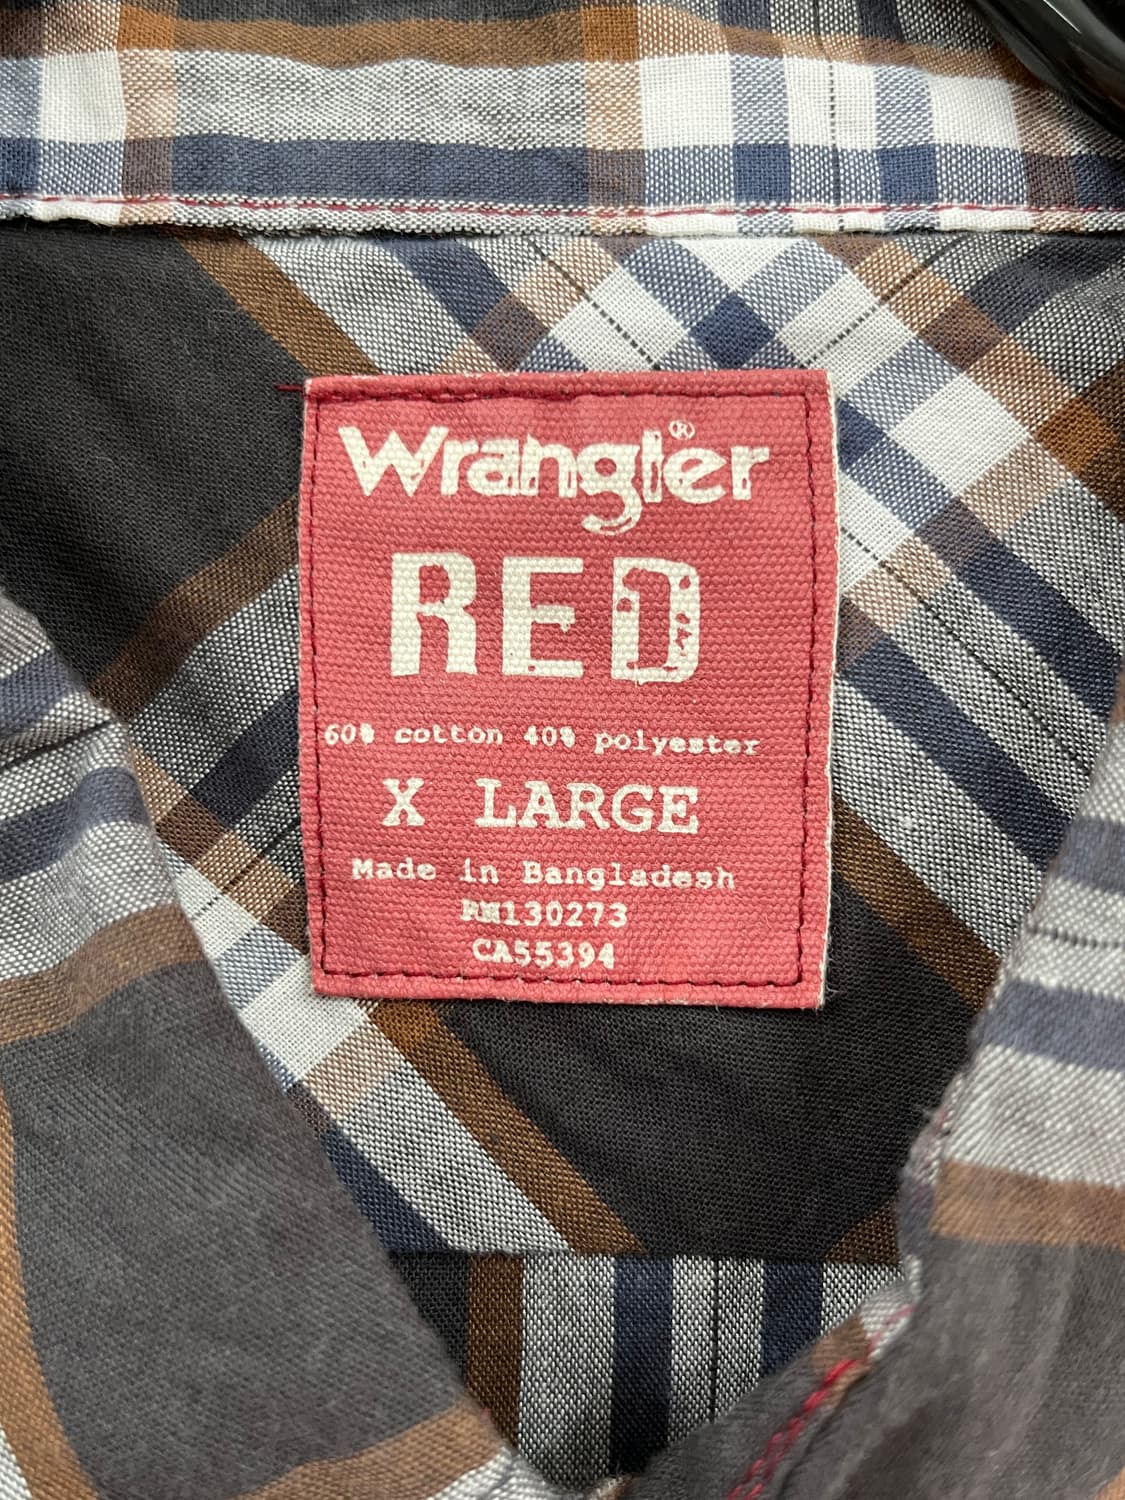 Wrangler®
RED
60% cotton 40% polyester
X LARGE
Made in Bangladesh
RN130273
CA55394